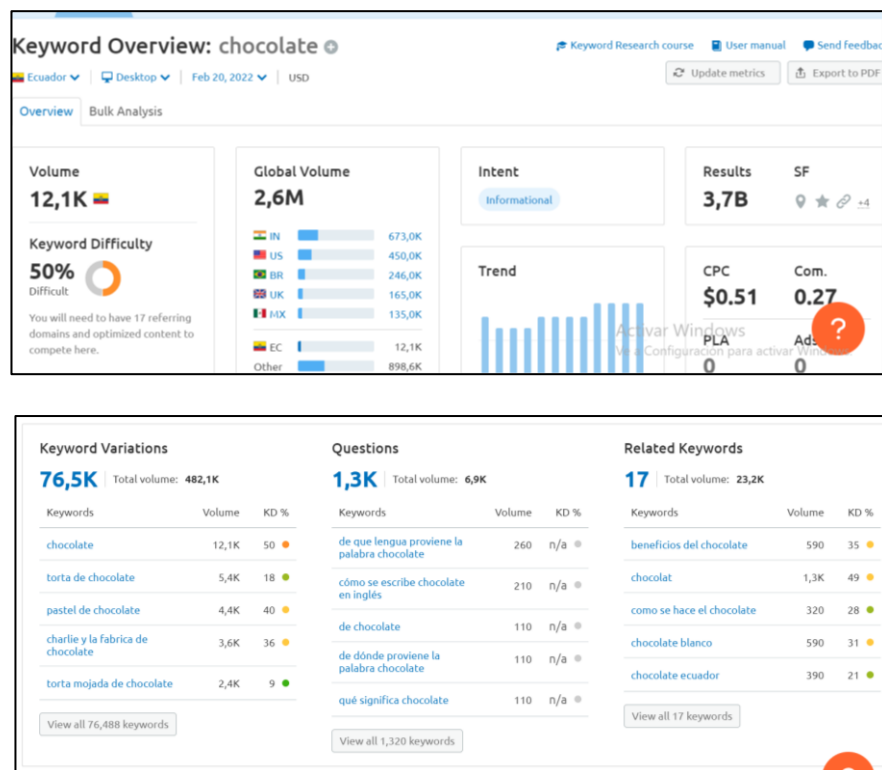 Keyword Overview: chocolate
Keyword Research course User manual Send feedbac
Ecuador Desktop Feb 20, 2022 USD
Update metrics Export to PDF
Overview Bulk Analysis
Volume
12,1K
Keyword Difficulty
50%
Difficult
You will need to have 17 referring
domains and optimized content to
compete here.
Global Volume
2,6M
IN 673,0K
US 450,0K
BR 246,0K
UK 165,0K
MX 135,0K
EC 12,1K
Other 898,6K
Intent
Informational
Trend
Results
3,7B
SF
+4
CPC
$0.51
Com.
0.27
PLA
0
Ads
0
?
Activar Windows
Ve a Configuración para activar Wind
Keyword Variations
76,5K Total volume: 482,1K
Keywords Volume KD %
chocolate 12,1K 50
torta de chocolate 5,4K 18
pastel de chocolate 4,4K 40
charlie y la fabrica de
chocolate 3,6K 36
torta mojada de chocolate 2,4K 9
View all 76,488 keywords
Questions
1,3K Total volume: 6,9K
Keywords Volume KD %
de que lengua proviene la
palabra chocolate 260 n/a
cómo se escribe chocolate
en inglés 210 n/a
de chocolate 110 n/a
de dónde proviene la
palabra chocolate 110 n/a
qué significa chocolate 110 n/a
View all 1,320 keywords
Related Keywords
17 Total volume: 23,2K
Keywords Volume KD %
beneficios del chocolate 590 35
chocolat 1,3K 49
como se hace el chocolate 320 28
chocolate blanco 590 31
chocolate ecuador 390 21
View all 17 keywords